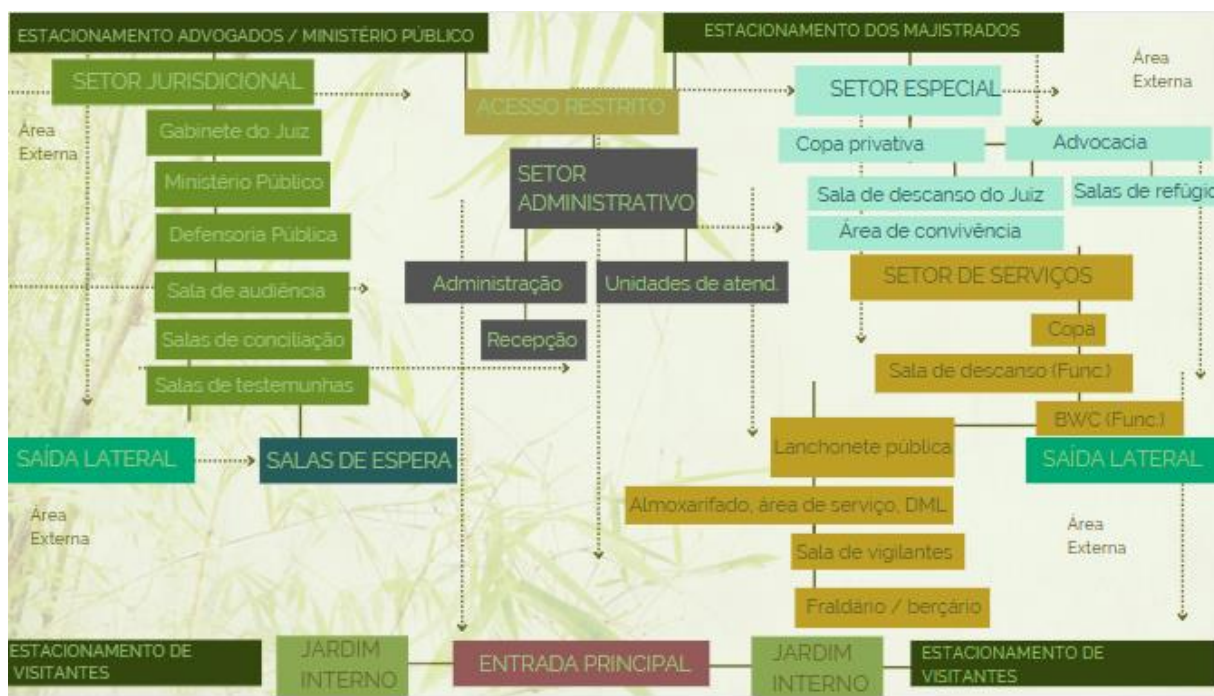 ESTACIONAMENTO ADVOGADOS / MINISTÉRIO PÚBLICO
ESTACIONAMENTO DOS MAJISTRADOS
Área
Externa
SETOR JURISDICIONAL
SETOR ESPECIAL
ACESSO RESTRITO
Área
Externa
Gabinete do Juiz
Copa privativa
Advocacia
Ministério Público
SETOR
ADMINISTRATIVO
Sala de descanso do Juiz
Salas de refúgio
Defensoria Pública
Área de convivência
Sala de audiência
Administração
Unidades de atend.
SETOR DE SERVIÇOS
Salas de conciliação
Recepção
Copa
Salas de testemunhas
Sala de descanso (Func.)
BWC (Func.)
SAÍDA LATERAL
SALAS DE ESPERA
Lanchonete pública
SAÍDA LATERAL
Área
Externa
Almoxarifado, área de serviço, DML
Área
Externa
Sala de vigilantes
Fraldário / berçário
ESTACIONAMENTO DE
VISITANTES
JARDIM
INTERNO
ENTRADA PRINCIPAL
JARDIM
INTERNO
ESTACIONAMENTO DE
VISITANTES